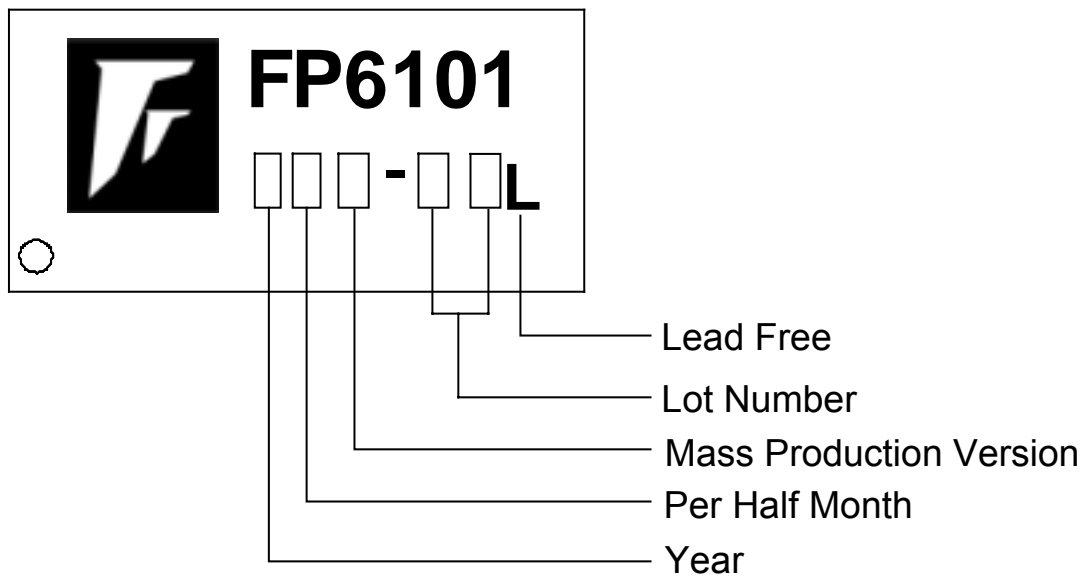 FP6101
- L
Lead Free
Lot Number
Mass Production Version
Per Half Month
Year